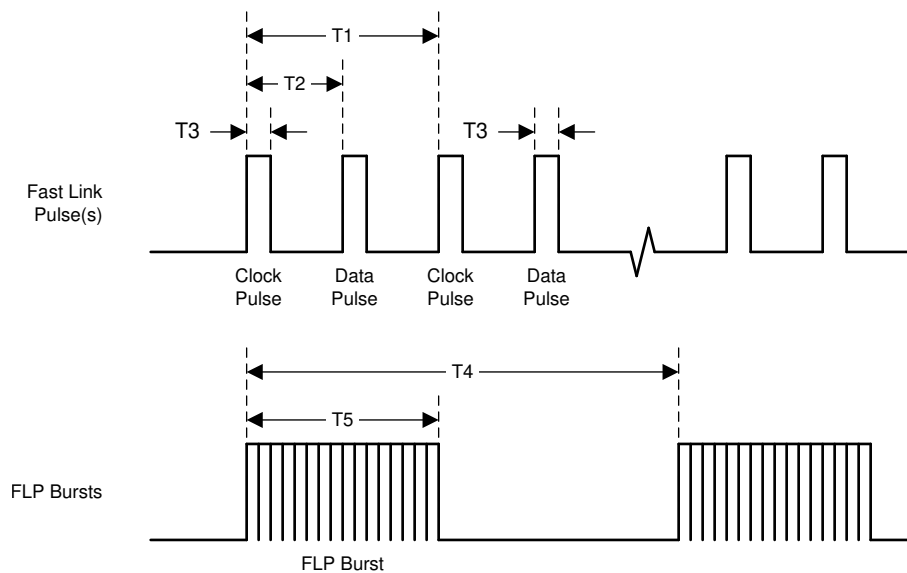 T1
T2
T3
T3
Fast Link
Pulse(s)
Clock
Pulse
Data
Pulse
Clock
Pulse
Data
Pulse
T4
T5
FLP Bursts
FLP Burst